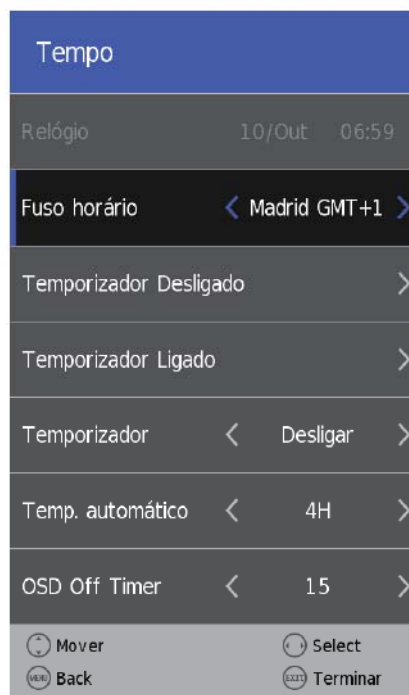 Tempo
Relógio 10/Out 06:59
Fuso horário Madrid GMT+1
Temporizador Desligado
Temporizador Ligado
Temporizador Desligar
Temp. automático 4H
OSD Off Timer 15
Mover Select
MENU Back EXIT Terminar